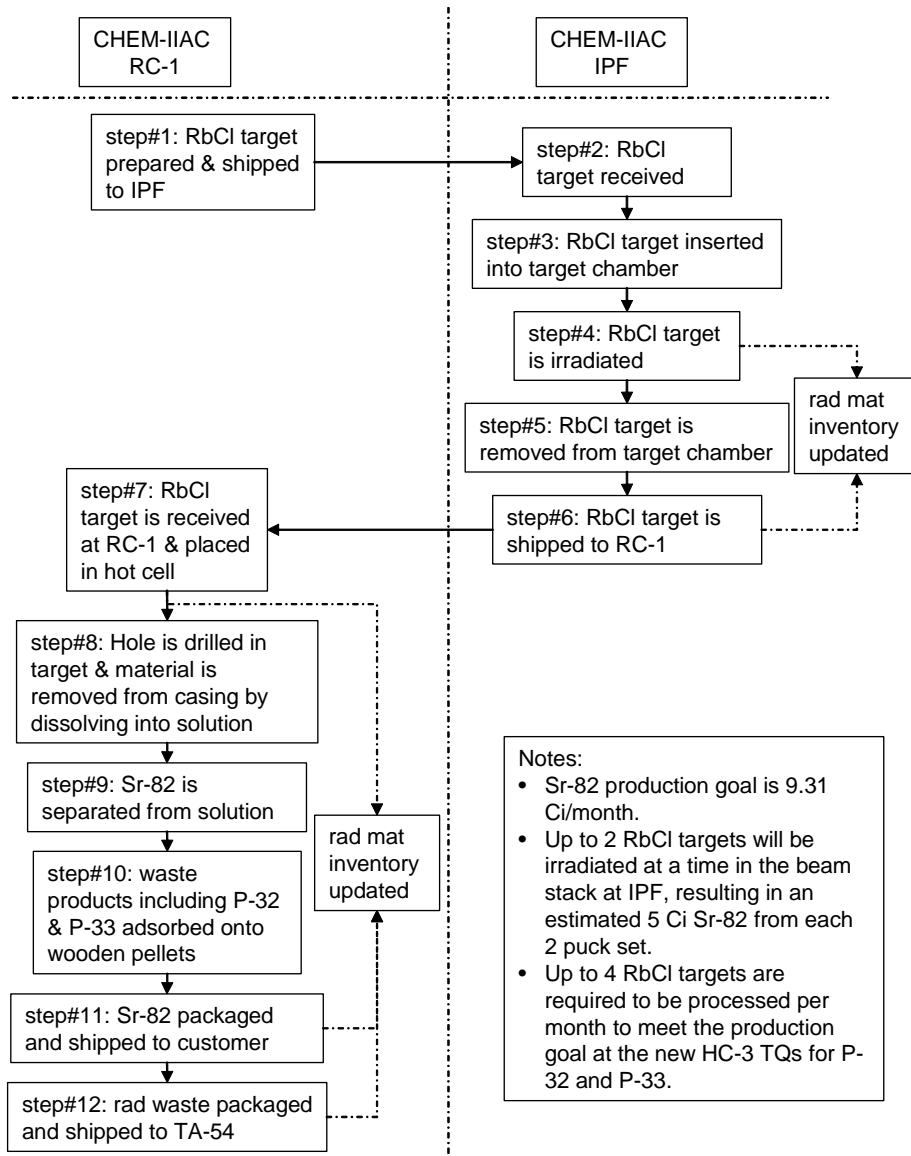 CHEM-IIAC
RC-1
CHEM-IIAC
IPF
step#1: RbCl target
prepared & shipped
to IPF
step#2: RbCl
target received
step#3: RbCl target inserted
into target chamber
step#4: RbCl target
is irradiated
rad mat
inventory
updated
step#5: RbCl target is
removed from target chamber
step#6: RbCl target is
shipped to RC-1
step#7: RbCl
target is received
at RC-1 & placed
in hot cell
step#8: Hole is drilled in
target & material is
removed from casing by
dissolving into solution
step#9: Sr-82 is
separated from solution
rad mat
inventory
updated
step#10: waste
products including P-32
& P-33 adsorbed onto
wooden pellets
step#11: Sr-82 packaged
and shipped to customer
step#12: rad waste packaged
and shipped to TA-54
Notes:
• Sr-82 production goal is 9.31
Ci/month.
• Up to 2 RbCl targets will be
irradiated at a time in the beam
stack at IPF, resulting in an
estimated 5 Ci Sr-82 from each
2 puck set.
• Up to 4 RbCl targets are
required to be processed per
month to meet the production
goal at the new HC-3 TQs for P-
32 and P-33.